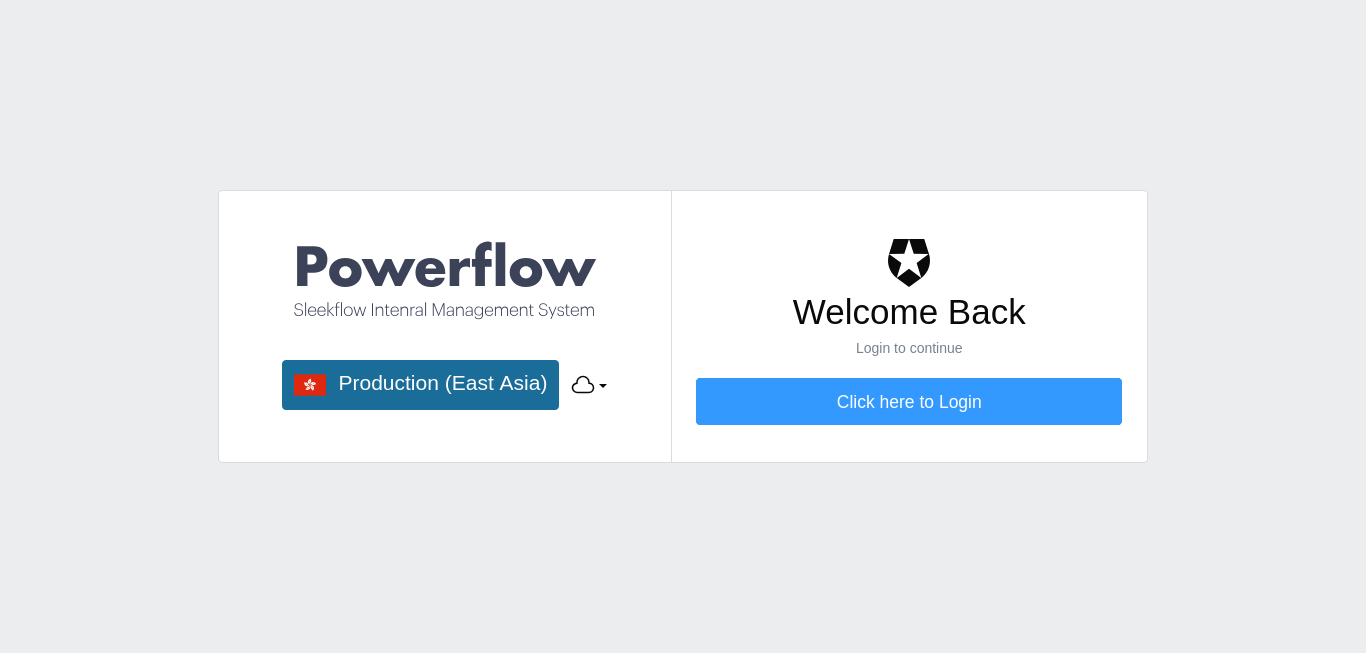 Powerflow
Sleekflow Intenral Management System
Production (East Asia)
Welcome Back
Login to continue
Click here to Login